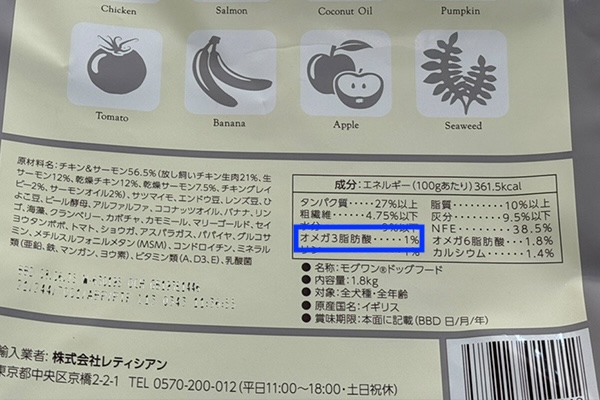 Chicken
Salmon
Coconut Oil
Pumpkin
Tomato
Banana
Apple
Seaweed
原材料名：チキン&サーモン56.5%（放し飼いチキン生肉21%、生
サーモン12%、乾燥チキン12%、乾燥サーモン7.5%、チキングレイ
ビー2%、サーモンオイル2%）、サツマイモ、エンドウ豆、レンズ豆、ひ
よこ豆、ビール酵母、アルファルファ、ココナッツオイル、バナナ、リン
ゴ、海藻、クランベリー、カボチャ、カモミール、マリーゴールド、セイ
ヨウタンポポ、トマト、ショウガ、アスパラガス、パパイヤ、グルコサ
ミン、メチルスルフォニルメタン（MSM）、コンドロイチン、ミネラル
類（亜鉛、鉄、マンガン、ヨウ素）、ビタミン類（A、D3、E）、乳酸菌
成分：エネルギー（100gあたり）361.5kcal
タンパク質・・・・27%以上
脂質・・・・・・・10%以上
粗繊維・・・・・4.75%以下
灰分・・・・・・9.5%以下
NFE・・・・・・・38.5%
オメガ3脂肪酸・・・・1%
オメガ6脂肪酸・・1.8%
カルシウム・・・・1.4%
● 名称：モグワン®ドッグフード
● 内容量：1.8kg
● 対象：全犬種・全年齢
● 原産国名：イギリス
● 賞味期限：本面に記載（BBD 日/月/年）
輸入業者：株式会社レティシアン
東京都中央区京橋2-2-1 TEL 0570-200-012（平日11:00～18:00・土日祝休）